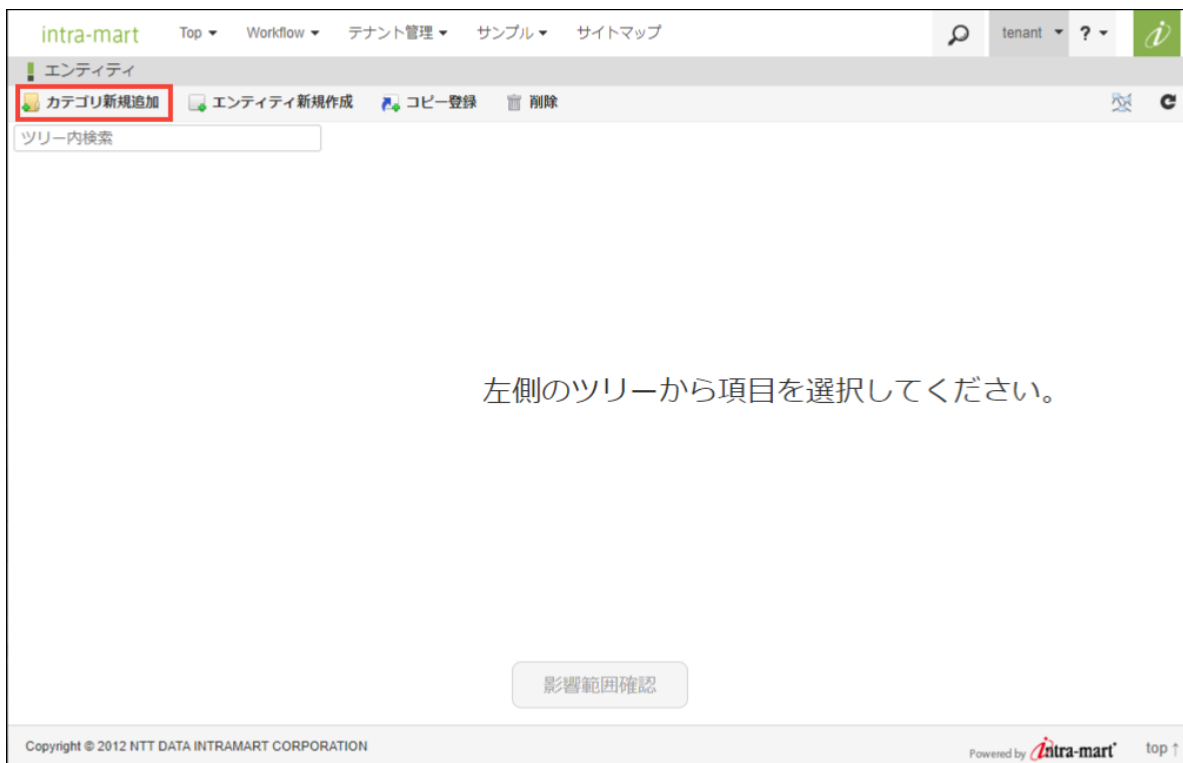 intra-mart Top Workflow テナント管理 サンプル サイトマップ tenant ?
エンティティ
カテゴリ新規追加 エンティティ新規作成 コピー登録 削除
ツリー内検索
左側のツリーから項目を選択してください。
影響範囲確認
Copyright © 2012 NTT DATA INTRAMART CORPORATION Powered by intra-mart top ↑